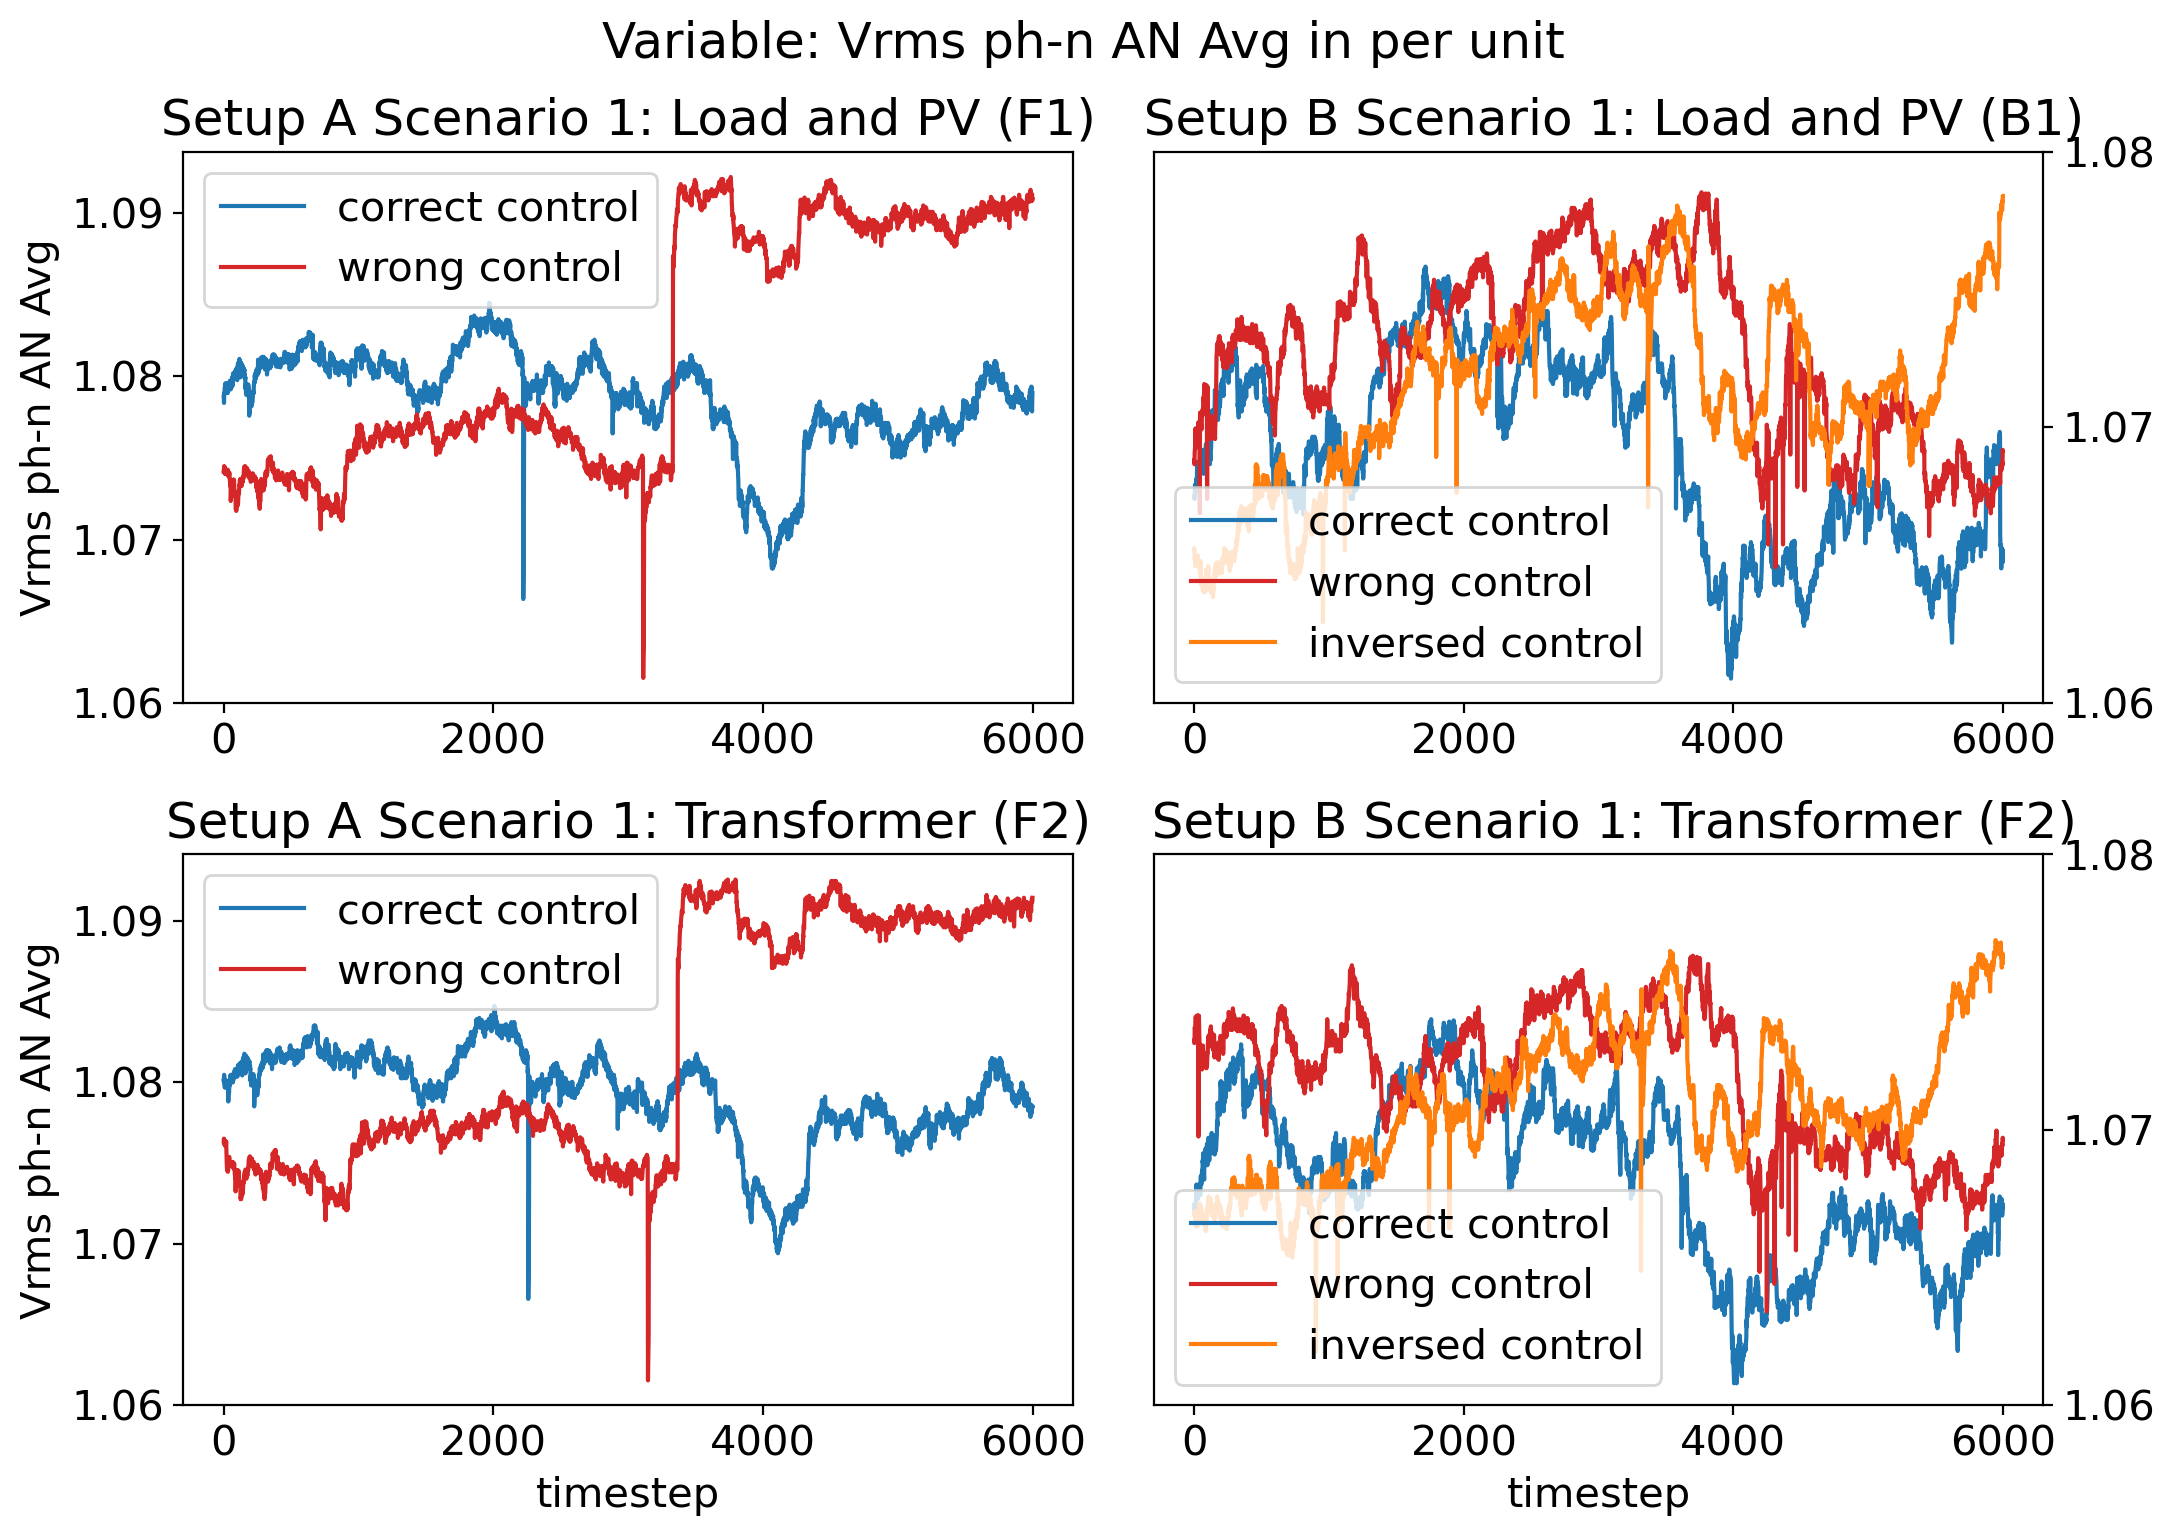 Variable: Vrms ph-n AN Avg in per unit
Setup A Scenario 1: Load and PV (F1)
Vrms ph-n AN Avg
1.09
1.08
1.07
1.06
correct control
wrong control
0 2000 4000 6000
Setup B Scenario 1: Load and PV (B1)
1.08
1.07
1.06
correct control
wrong control
inversed control
0 2000 4000 6000
Setup A Scenario 1: Transformer (F2)
Vrms ph-n AN Avg
1.09
1.08
1.07
1.06
correct control
wrong control
0 2000 4000 6000
timestep
Setup B Scenario 1: Transformer (F2)
1.08
1.07
1.06
correct control
wrong control
inversed control
0 2000 4000 6000
timestep